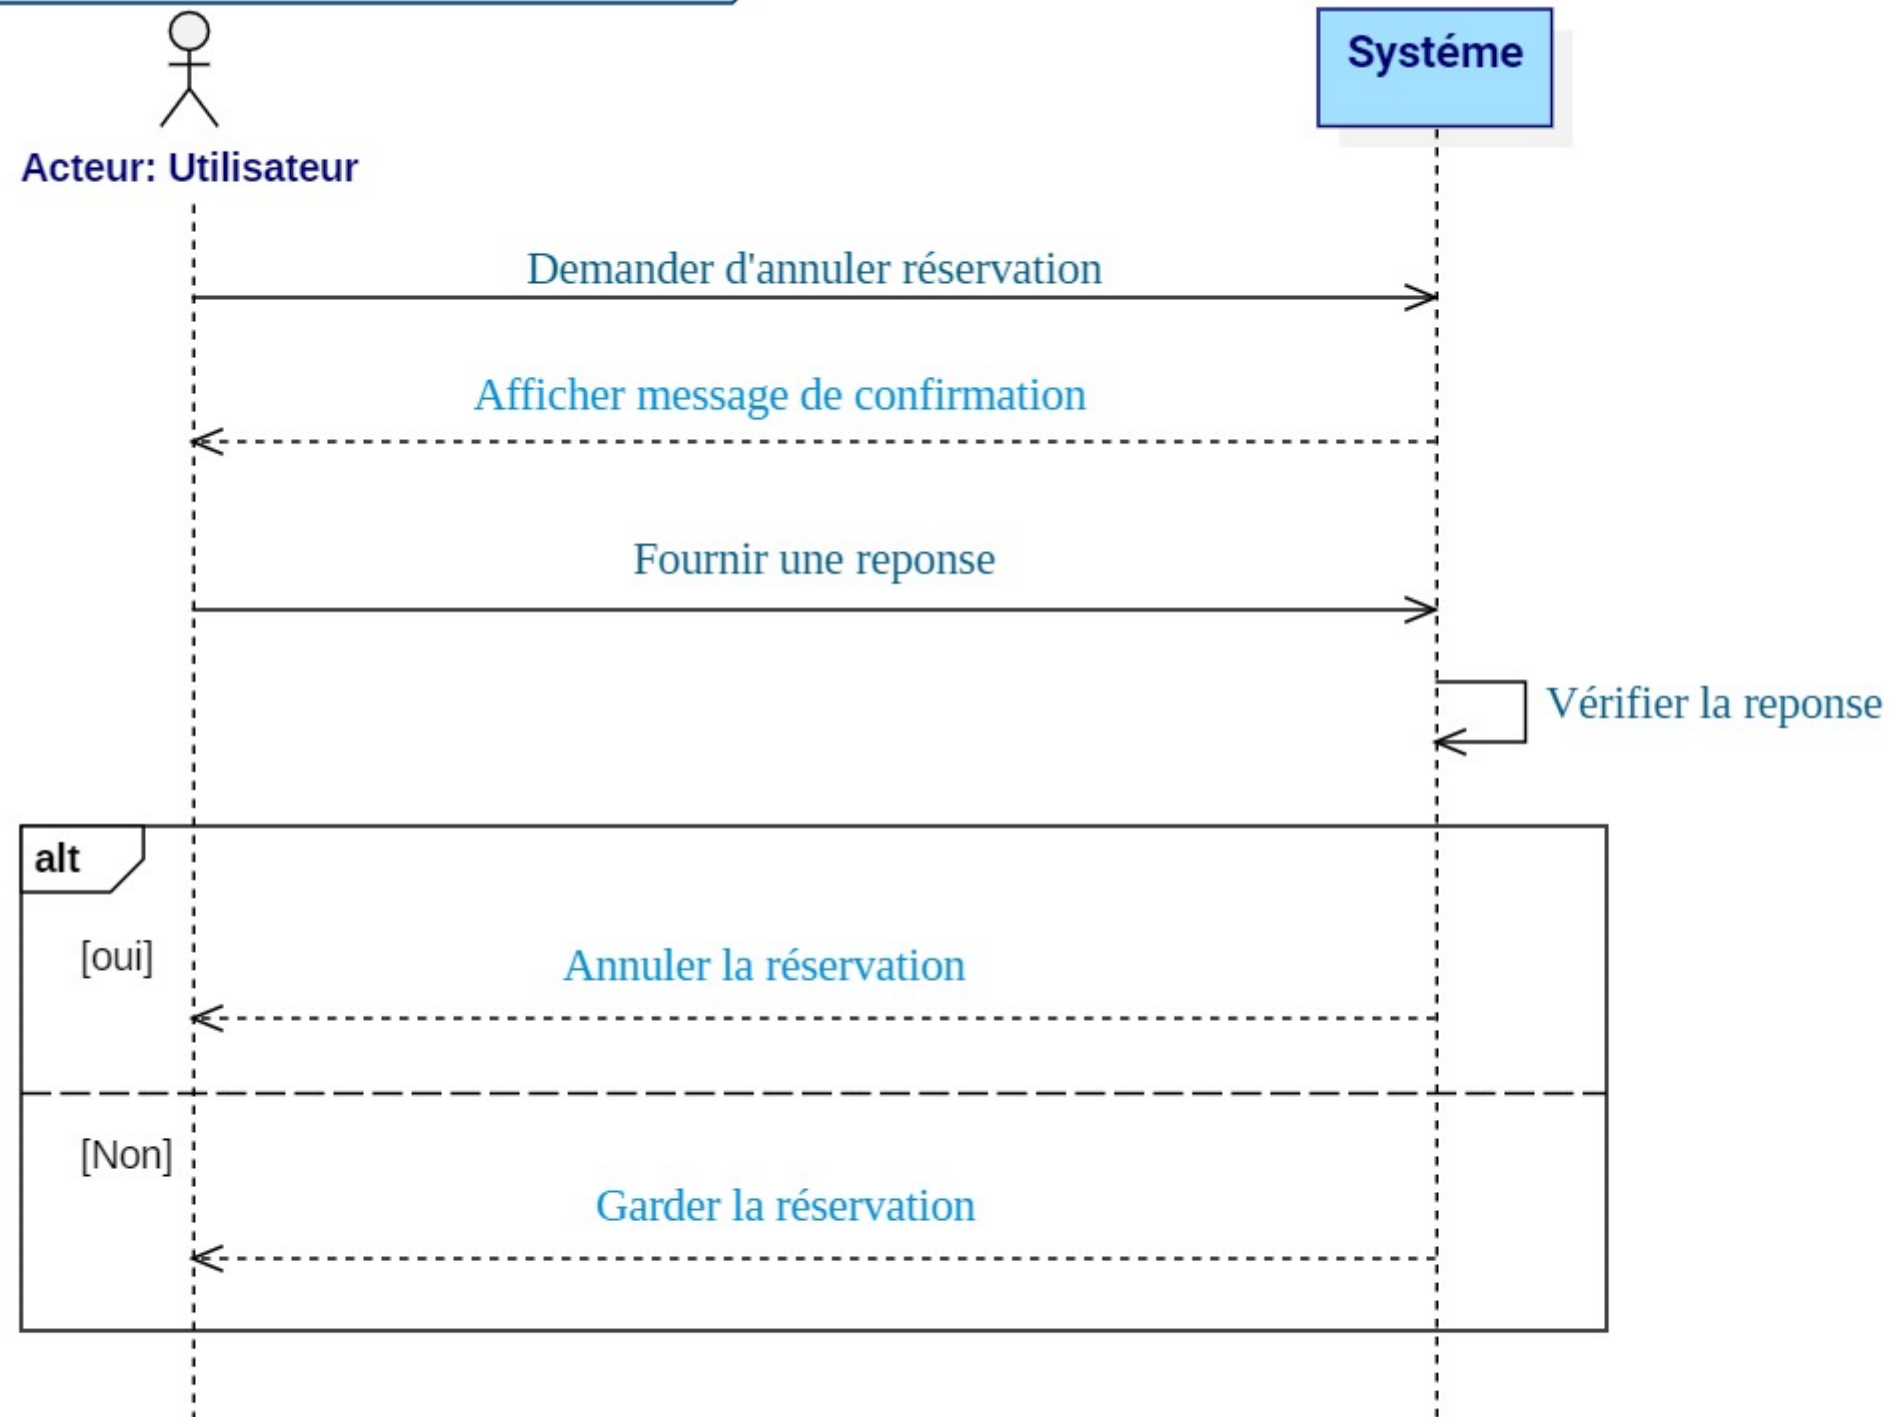 Systéme
Acteur: Utilisateur
Demander d'annuler réservation
Afficher message de confirmation
Fournir une reponse
Vérifier la reponse
alt
[oui]
Annuler la réservation
[Non]
Garder la réservation